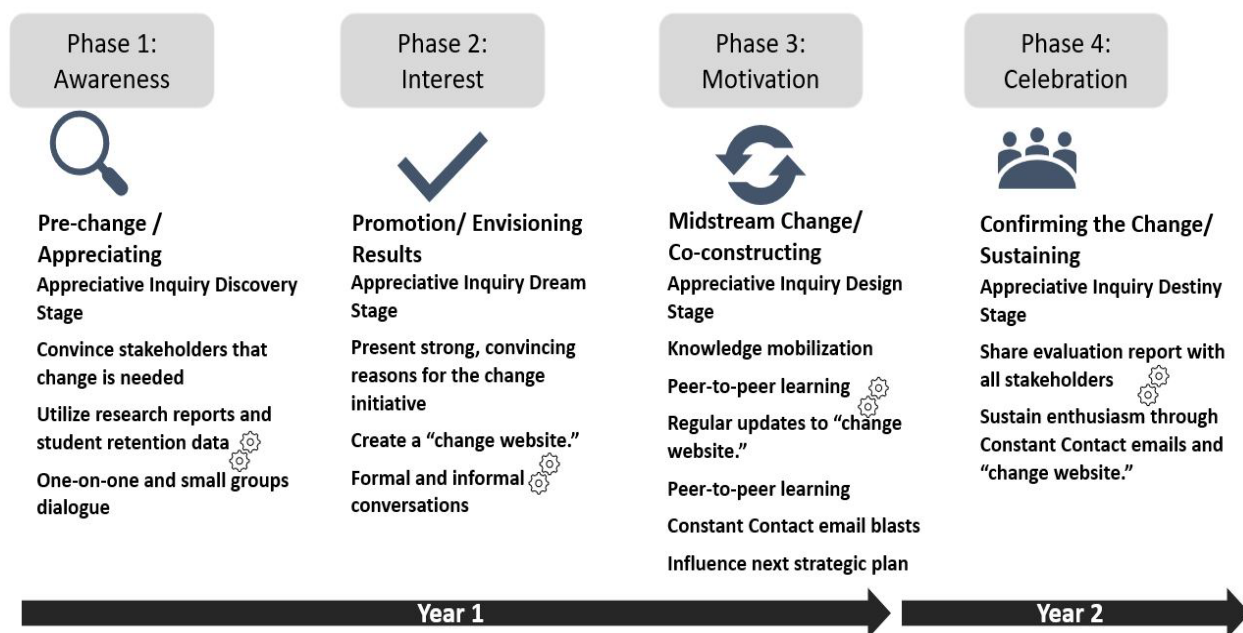 Phase 1:
Awareness
Pre-change /
Appreciating
Appreciative Inquiry Discovery
Stage
Convince stakeholders that
change is needed
Utilize research reports and
student retention data
One-on-one and small groups
dialogue
Phase 2:
Interest
Promotion/ Envisioning
Results
Appreciative Inquiry Dream
Stage
Present strong, convincing
reasons for the change
initiative
Create a “change website.”
Formal and informal
conversations
Phase 3:
Motivation
Midstream Change/
Co-constructing
Appreciative Inquiry Design
Stage
Knowledge mobilization
Peer-to-peer learning
Regular updates to “change
website.”
Peer-to-peer learning
Constant Contact email blasts
Influence next strategic plan
Phase 4:
Celebration
Confirming the Change/
Sustaining
Appreciative Inquiry Destiny
Stage
Share evaluation report with
all stakeholders
Sustain enthusiasm through
Constant Contact emails and
“change website.”
Year 1
Year 2